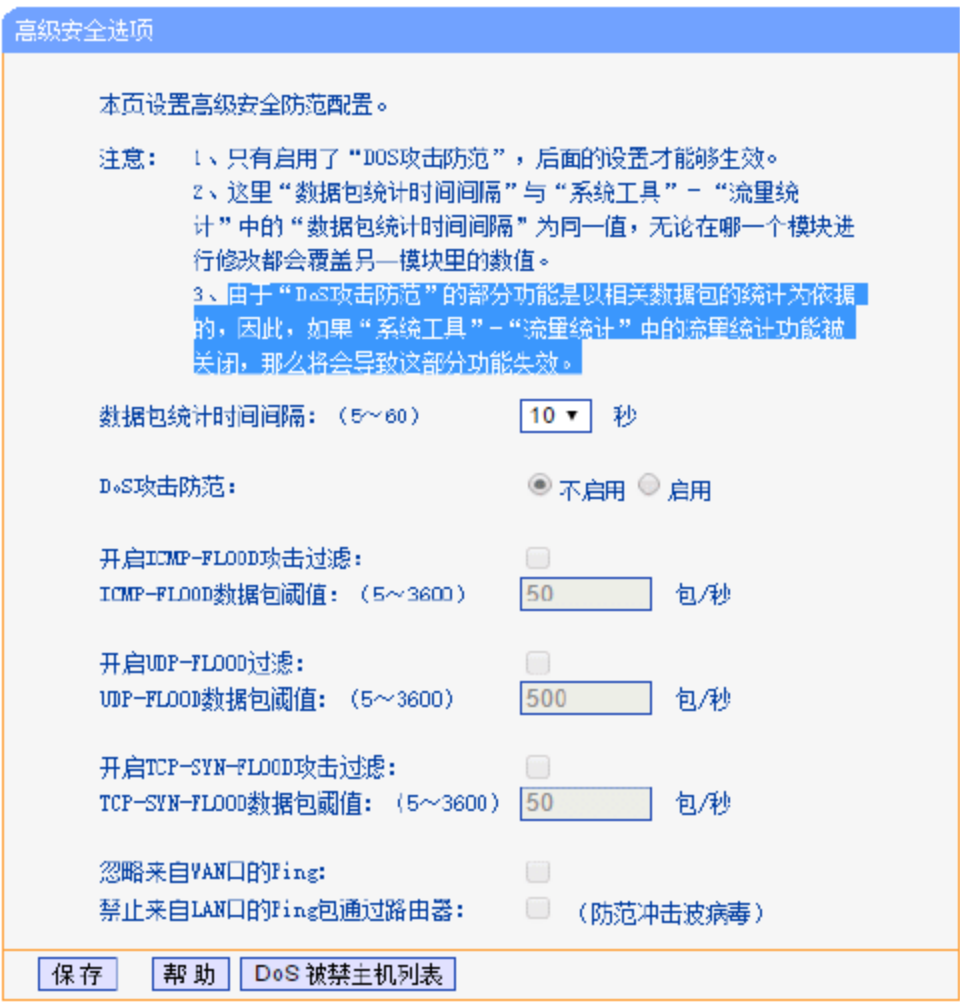 高级安全选项
本页设置高级安全防范配置。
注意： 1、只有启用了“DOS攻击防范”，后面的设置才能够生效。
2、这里“数据包统计时间间隔”与“系统工具”-“流量统
计”中的“数据包统计时间间隔”为同一值，无论在哪一个模块进
行修改都会覆盖另一模块里的数值。
3、由于“DoS攻击防范”的部分功能是以相关数据包的统计为依据
的，因此，如果“系统工具”-“流量统计”中的流量统计功能被
关闭，那么将会导致这部分功能失效。
数据包统计时间间隔：（5～60） 10 秒
DoS攻击防范： 不启用 启用
开启ICMP-FLOOD攻击过滤：
ICMP-FLOOD数据包阈值：（5～3600） 50 包/秒
开启UDP-FLOOD过滤：
UDP-FLOOD数据包阈值：（5～3600） 500 包/秒
开启TCP-SYN-FLOOD攻击过滤：
TCP-SYN-FLOOD数据包阈值：（5～3600） 50 包/秒
忽略来自WAN口的Ping：
禁止来自LAN口的Ping包通过路由器： （防范冲击波病毒）
保存 帮助 DoS被禁主机列表